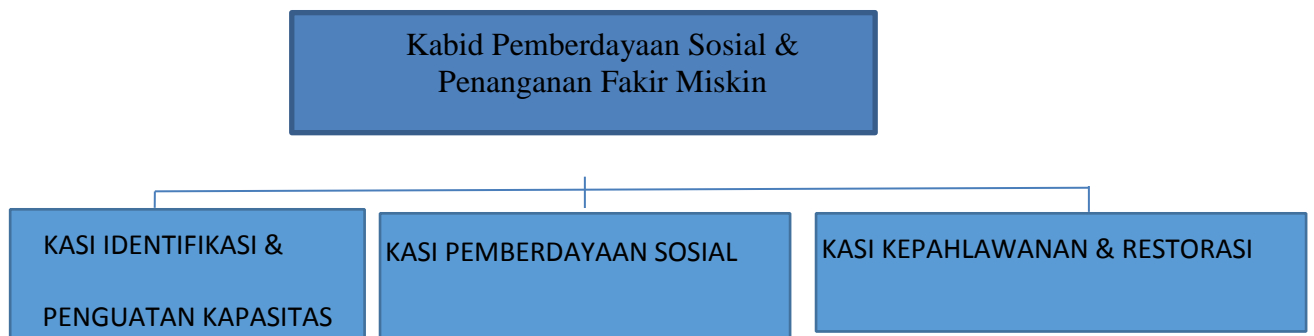 Kabid Pemberdayaan Sosial &
Penanganan Fakir Miskin
KASI IDENTIFIKASI &
PENGUATAN KAPASITAS
KASI PEMBERDAYAAN SOSIAL
KASI KEPAHLAWANAN & RESTORASI